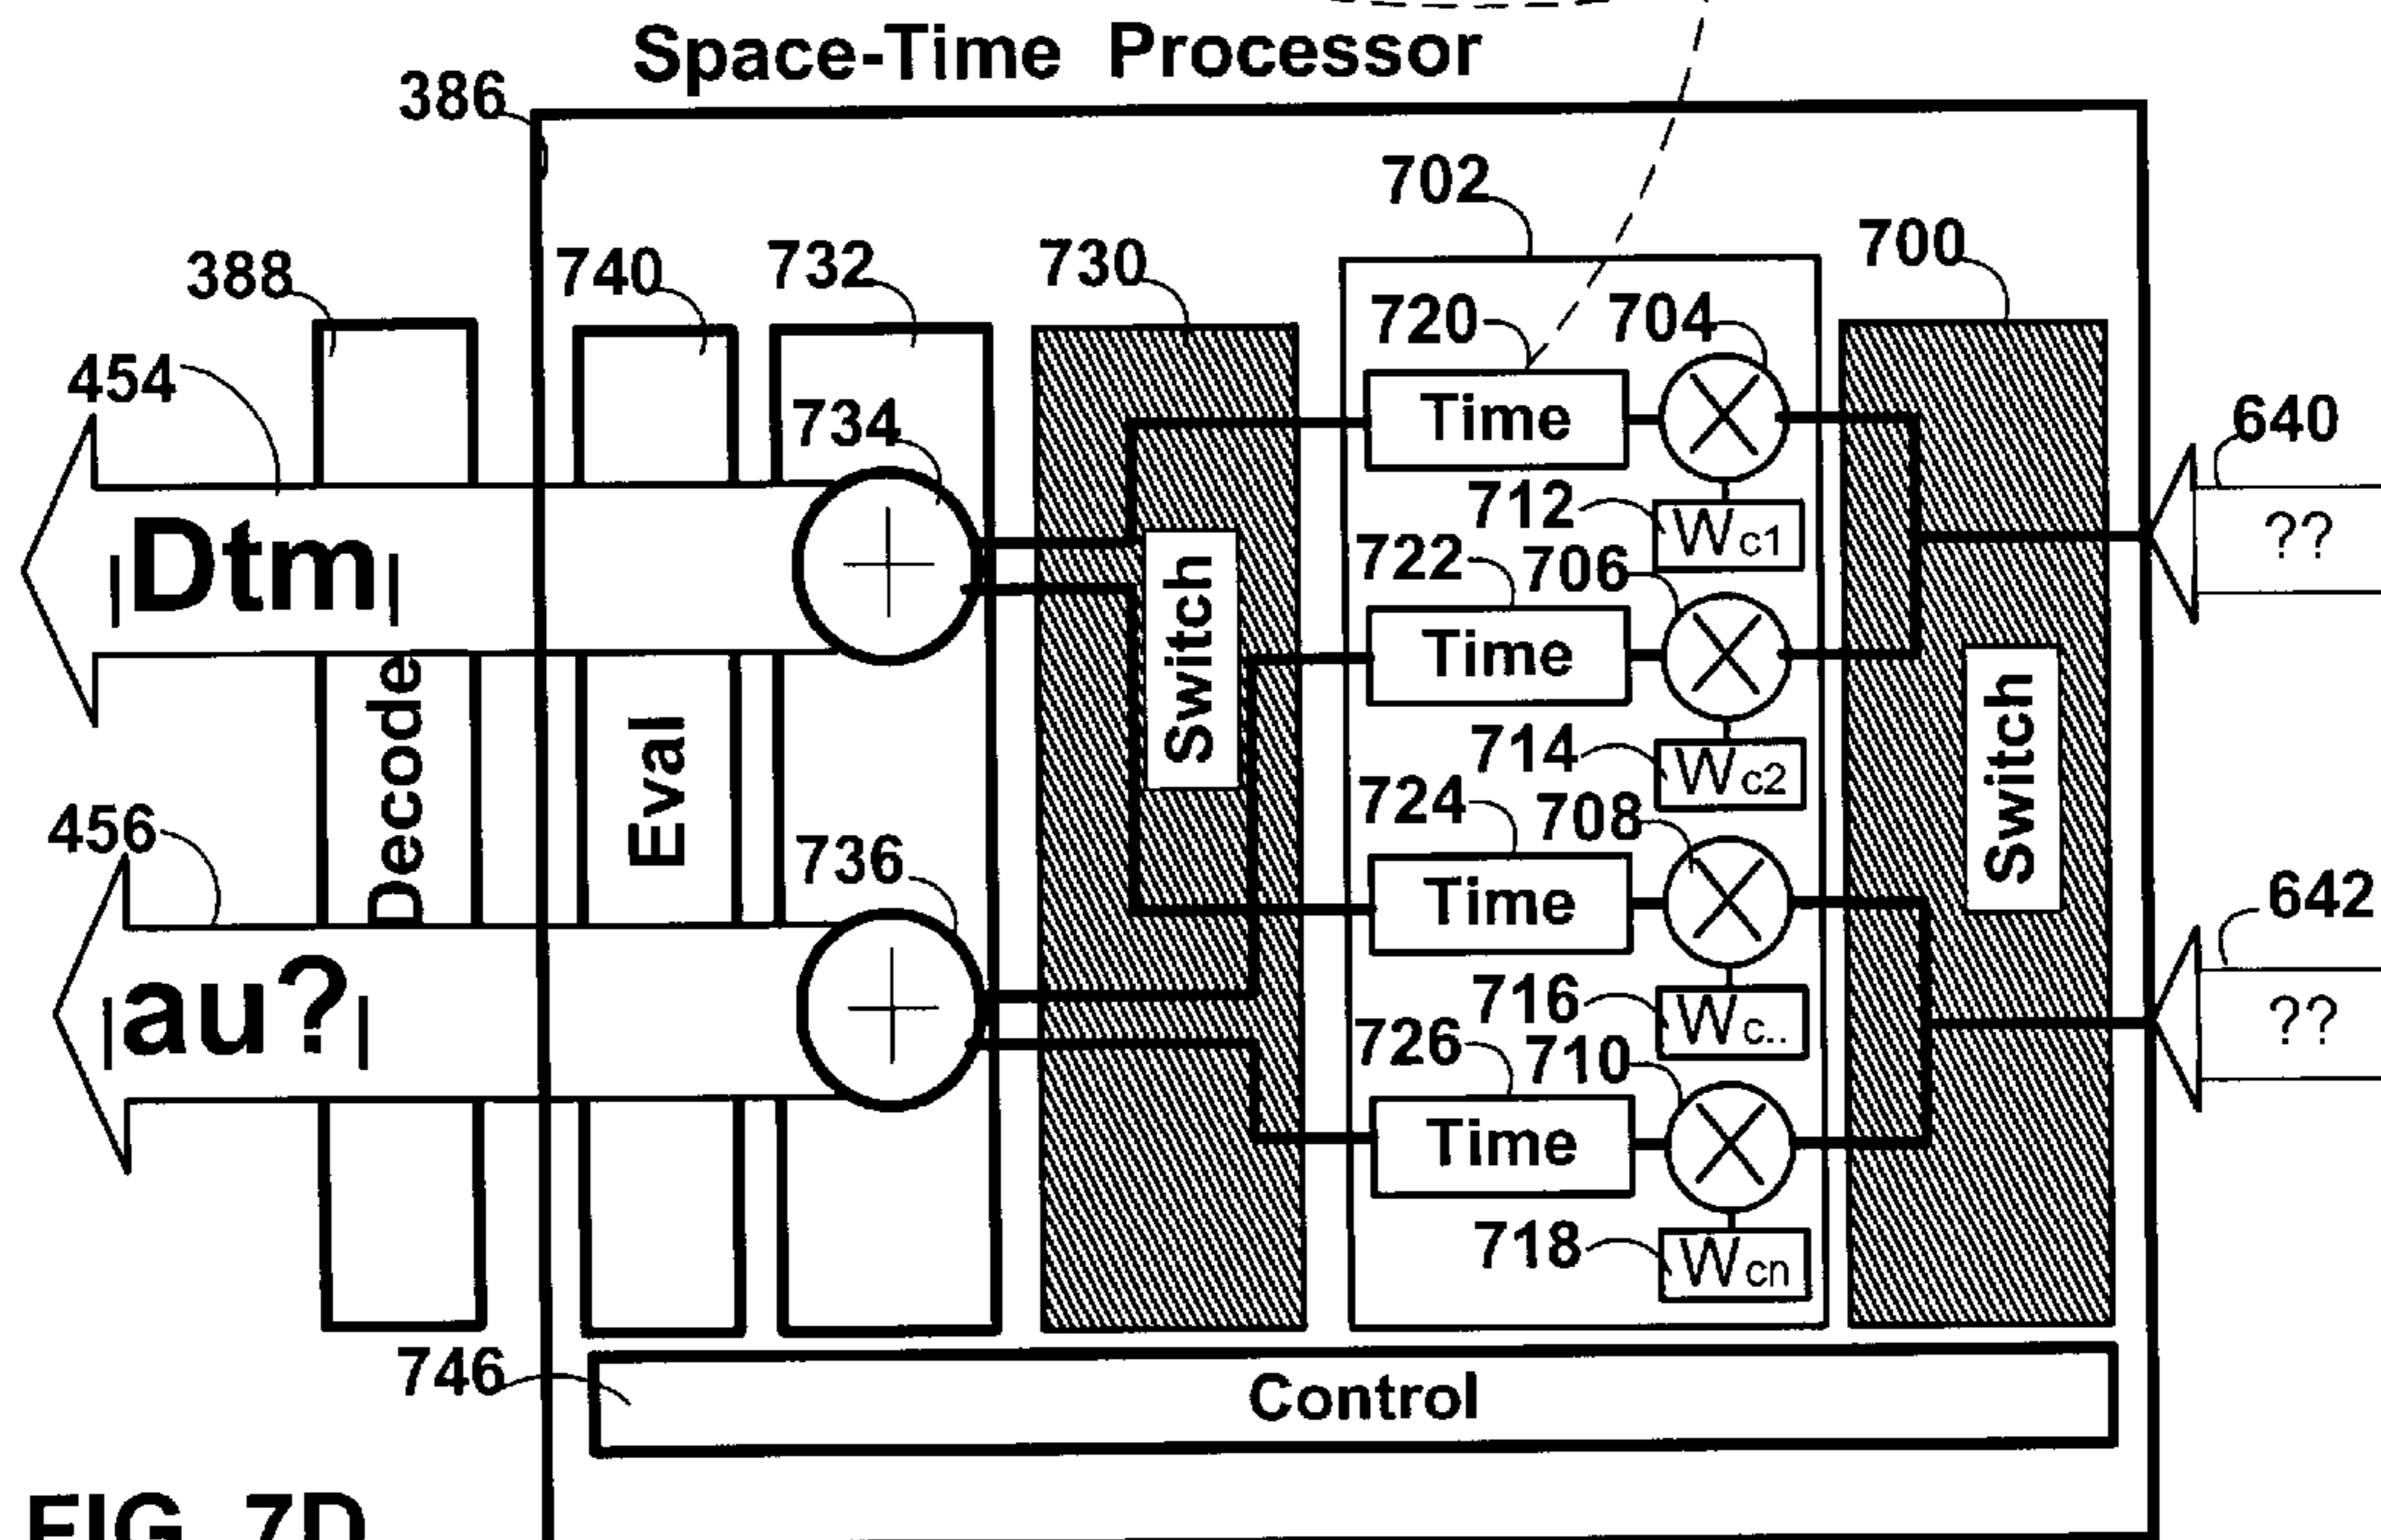 Space-Time Processor
386
702
700
388
740
732
730
720
704
454
734
Time
640
712
Wc1
??
722
706
|Dtm|
Switch
Time
Switch
Decode
Eval
714
Wc2
724
708
456
736
Time
642
716
Wc..
??
|au?|
726
710
Time
718
Wcn
746
Control
FIG. 7D